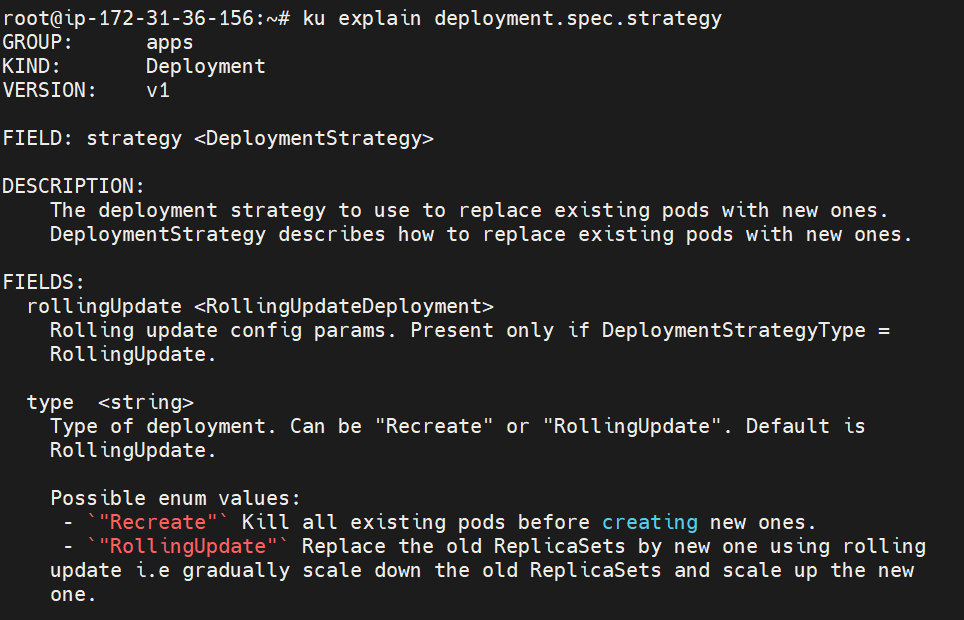 root@ip-172-31-36-156:~# ku explain deployment.spec.strategy
GROUP:      apps
KIND:       Deployment
VERSION:    v1

FIELD: strategy <DeploymentStrategy>

DESCRIPTION:
    The deployment strategy to use to replace existing pods with new ones.
    DeploymentStrategy describes how to replace existing pods with new ones.

FIELDS:
  rollingUpdate <RollingUpdateDeployment>
    Rolling update config params. Present only if DeploymentStrategyType =
    RollingUpdate.

  type  <string>
    Type of deployment. Can be "Recreate" or "RollingUpdate". Default is
    RollingUpdate.

    Possible enum values:
     - `"Recreate"` Kill all existing pods before creating new ones.
     - `"RollingUpdate"` Replace the old ReplicaSets by new one using rolling
    update i.e gradually scale down the old ReplicaSets and scale up the new
    one.